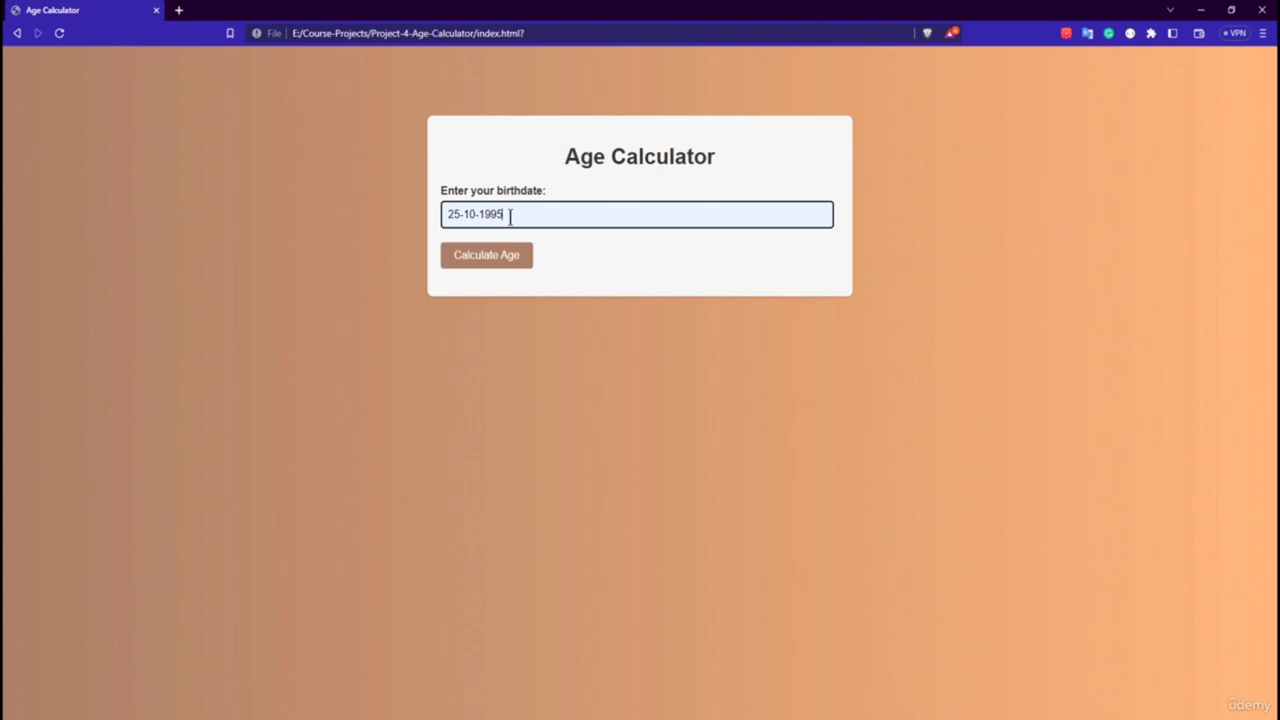 Age Calculator
File E:/Course-Projects/Project-4-Age-Calculator/index.html?
VPN
Age Calculator
Enter your birthdate:
25-10-1995
Calculate Age
ûdemy